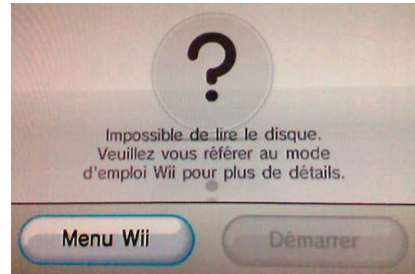 ?
Impossible de lire le disque.
Veuillez vous référer au mode
d'emploi Wii pour plus de détails.
Menu Wii
Démarrer